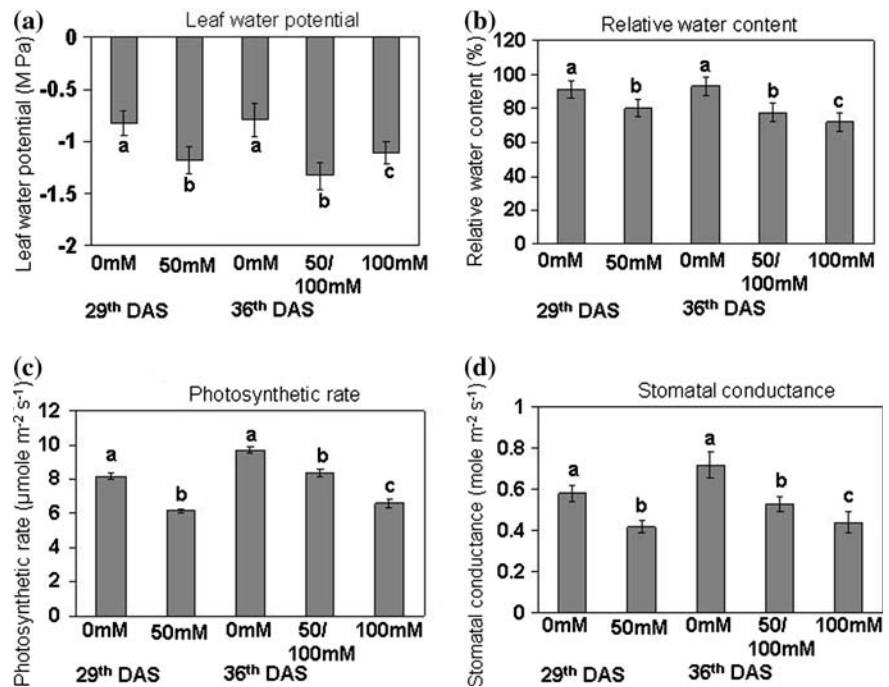 (a)
Leaf water potential
Leaf water potential (M Pa)
0
-0.5
-1
-1.5
-2
a
b
a
b
c
0mM 50mM 0mM 50/100mM 100mM
29th DAS 36th DAS
(b)
Relative water content
Relative water content (%)
120
100
80
60
40
20
0
a
b
a
b
c
0mM 50mM 0mM 50/100mM 100mM
29th DAS 36th DAS
(c)
Photosynthetic rate
Photosynthetic rate (µmole m-2 s-1)
12
10
8
6
4
2
0
a
b
a
b
c
0mM 50mM 0mM 50/100mM 100mM
29th DAS 36th DAS
(d)
Stomatal conductance
Stomatal conductance (mole m-2 s-1)
1
0.8
0.6
0.4
0.2
0
a
b
a
b
c
0mM 50mM 0mM 50/100mM 100mM
29th DAS 36th DAS